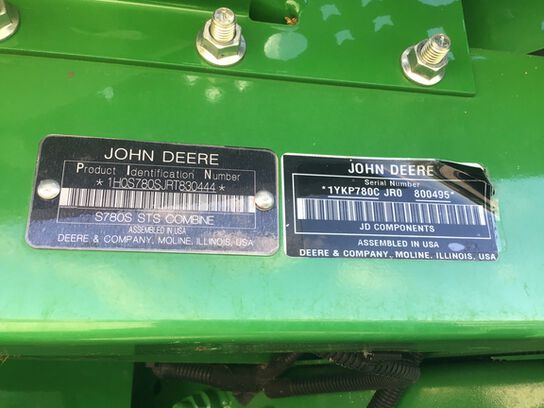 JOHN DEERE
Product Identification Number
*1H0S780SJRT830444*
S780S STS COMBINE
ASSEMBLED IN USA
DEERE & COMPANY, MOLINE, ILLINOIS, USA
JOHN DEERE
Serial Number
*1YKP780C JR0 800495*
JD COMPONENTS
ASSEMBLED IN USA
DEERE & COMPANY, MOLINE, ILLINOIS, USA